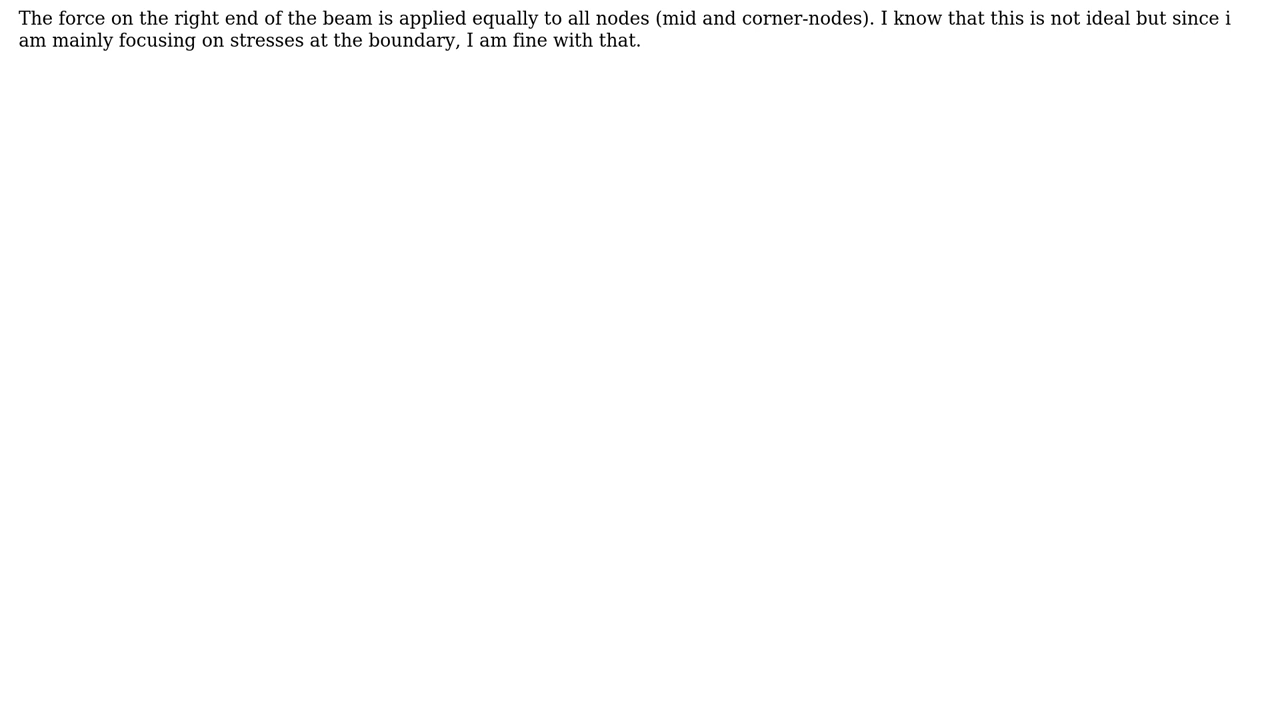 The force on the right end of the beam is applied equally to all nodes (mid and corner-nodes). I know that this is not ideal but since i
am mainly focusing on stresses at the boundary, I am fine with that.